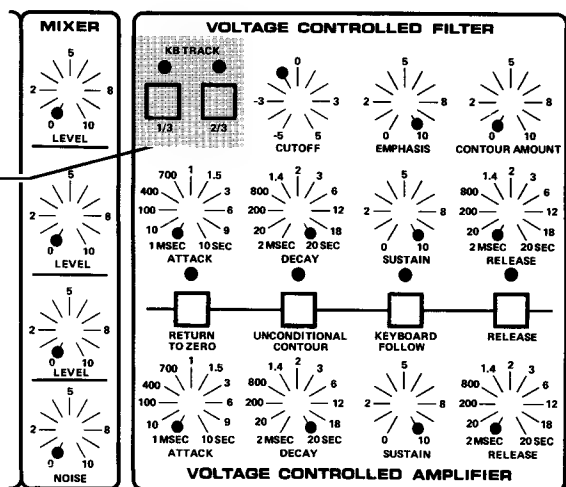 MIXER
5
2
8
0
10
LEVEL
5
2
8
0
10
LEVEL
5
2
8
0
10
LEVEL
5
2
8
0
10
NOISE
VOLTAGE CONTROLLED FILTER
KB TRACK
1/3
2/3
0
-3
3
-5
5
CUTOFF
5
2
8
0
10
EMPHASIS
5
2
8
0
10
CONTOUR AMOUNT
1
700
1.5
400
3
100
6
10
9
1 MSEC
10 SEC
ATTACK
2
1.4
3
800
6
200
12
20
18
2 MSEC
20 SEC
DECAY
5
2
8
0
10
SUSTAIN
2
1.4
3
800
6
200
12
20
18
2 MSEC
20 SEC
RELEASE
RETURN
TO ZERO
UNCONDITIONAL
CONTOUR
KEYBOARD
FOLLOW
RELEASE
1
700
1.5
400
3
100
6
10
9
1 MSEC
10 SEC
ATTACK
2
1.4
3
800
6
200
12
20
18
2 MSEC
20 SEC
DECAY
5
2
8
0
10
SUSTAIN
2
1.4
3
800
6
200
12
20
18
2 MSEC
20 SEC
RELEASE
VOLTAGE CONTROLLED AMPLIFIER